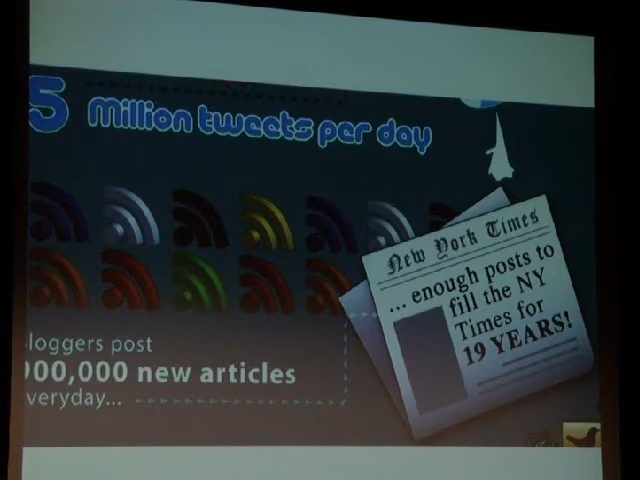 5 Million tweets per day
New York Times
... enough posts to
fill the NY
Times for
19 YEARS!
loggers post
00,000 new articles
veryday...